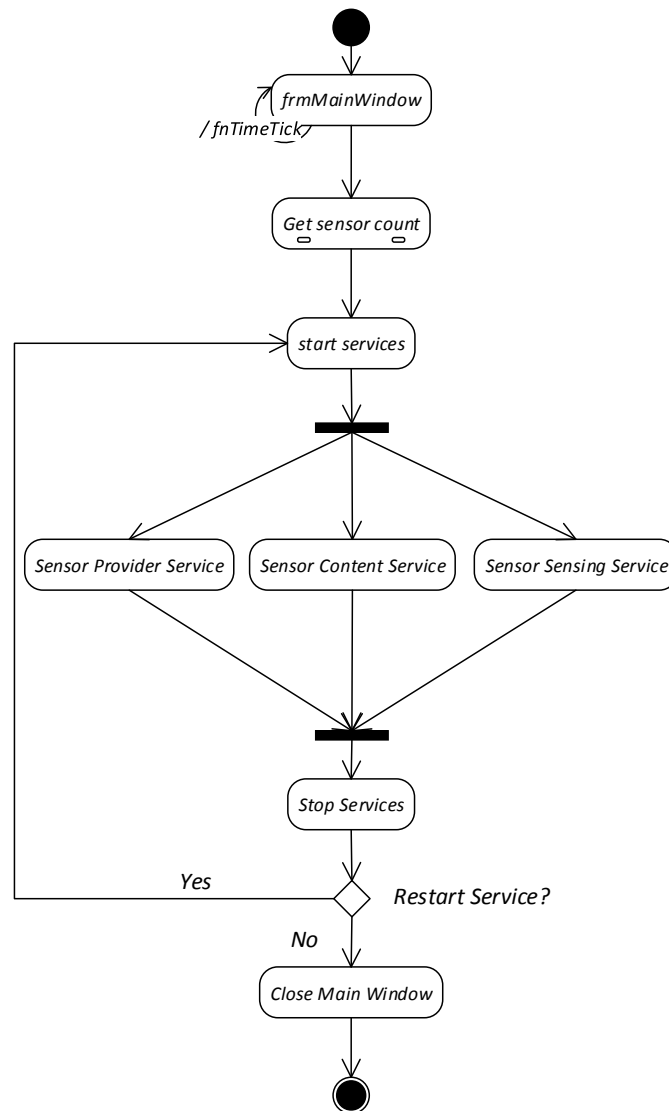 frmMainWindow
/ fnTimeTick
Get sensor count
start services
Sensor Provider Service
Sensor Content Service
Sensor Sensing Service
Stop Services
Yes
Restart Service?
No
Close Main Window